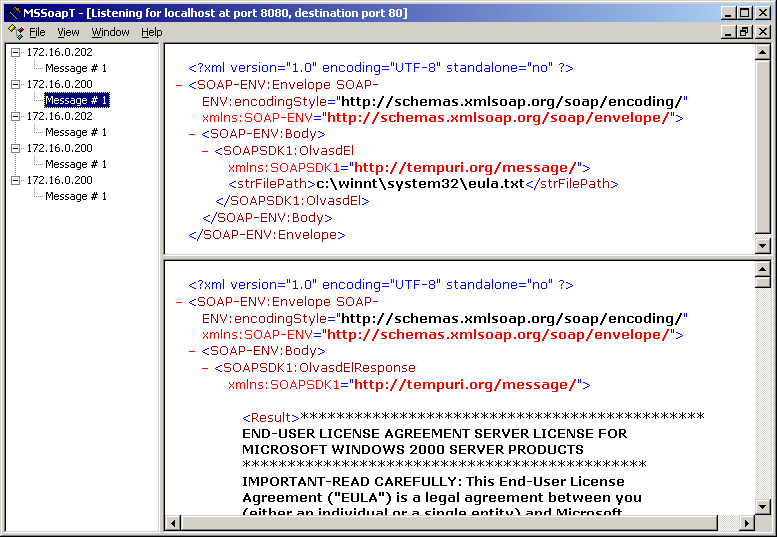 MSSoapT - [Listening for localhost at port 8080, destination port 80]
File View Window Help
172.16.0.202
Message # 1
172.16.0.200
Message # 1
172.16.0.202
Message # 1
172.16.0.200
Message # 1
172.16.0.200
Message # 1
<?xml version="1.0" encoding="UTF-8" standalone="no" ?>
- <SOAP-ENV:Envelope SOAP-
ENV:encodingStyle="http://schemas.xmlsoap.org/soap/encoding/"
xmlns:SOAP-ENV="http://schemas.xmlsoap.org/soap/envelope/">
- <SOAP-ENV:Body>
- <SOAPSDK1:OlvasdEl
xmlns:SOAPSDK1="http://tempuri.org/message/">
<strFilePath>c:\winnt\system32\eula.txt</strFilePath>
</SOAPSDK1:OlvasdEl>
</SOAP-ENV:Body>
</SOAP-ENV:Envelope>
<?xml version="1.0" encoding="UTF-8" standalone="no" ?>
- <SOAP-ENV:Envelope SOAP-
ENV:encodingStyle="http://schemas.xmlsoap.org/soap/encoding/"
xmlns:SOAP-ENV="http://schemas.xmlsoap.org/soap/envelope/">
- <SOAP-ENV:Body>
- <SOAPSDK1:OlvasdElResponse
xmlns:SOAPSDK1="http://tempuri.org/message/">
<Result>*********************************************
END-USER LICENSE AGREEMENT SERVER LICENSE FOR
MICROSOFT WINDOWS 2000 SERVER PRODUCTS
*********************************************
IMPORTANT-READ CAREFULLY: This End-User License
Agreement ("EULA") is a legal agreement between you
(either an individual or a single entity) and Microsoft